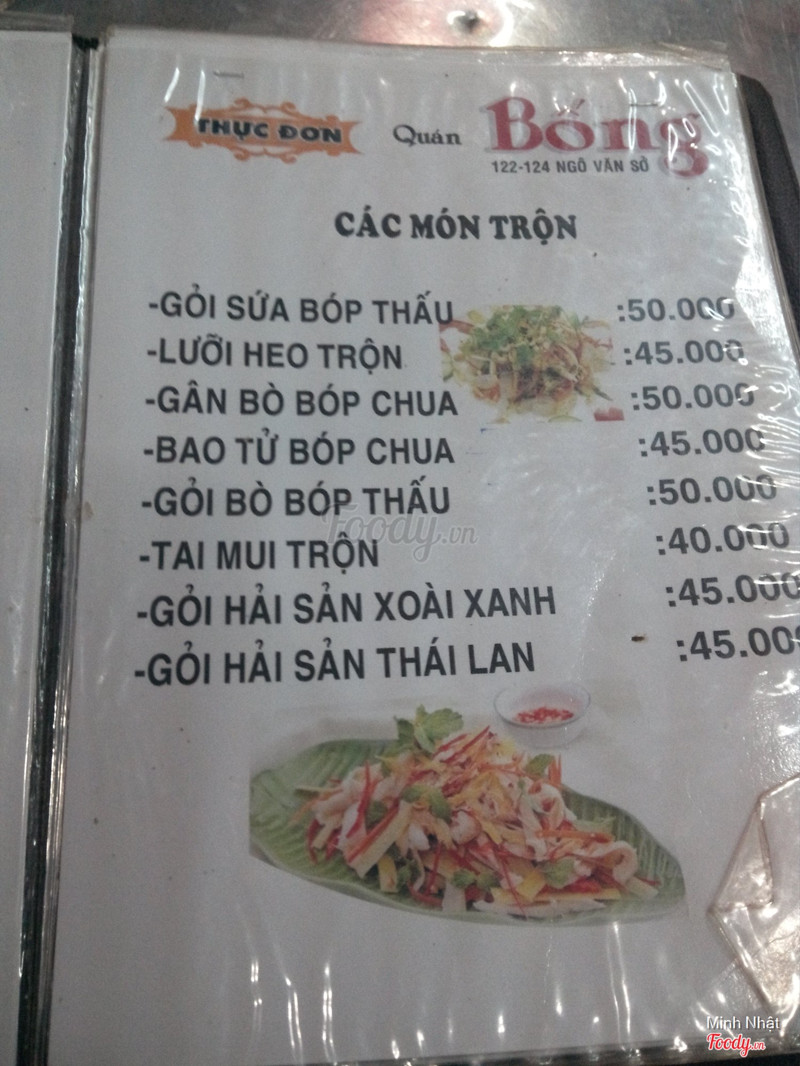 THỰC ĐƠN Quán Bống
122-124 NGÔ VĂN SỞ
CÁC MÓN TRỘN
-GỎI SỨA BÓP THẤU :50.000
-LƯỠI HEO TRỘN :45.000
-GÂN BÒ BÓP CHUA :50.000
-BAO TỬ BÓP CHUA :45.000
-GỎI BÒ BÓP THẤU :50.000
-TAI MUI TRỘN :40.000
-GỎI HẢI SẢN XOÀI XANH :45.000
-GỎI HẢI SẢN THÁI LAN :45.000
Foody.vn
Minh Nhật
Foody.vn